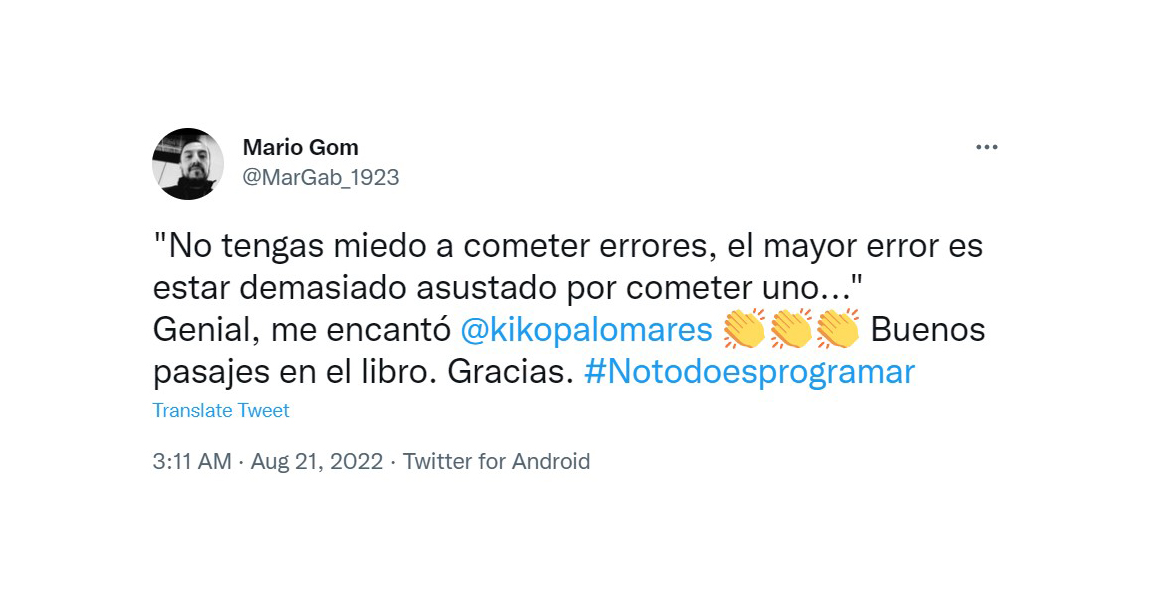 Mario Gom
@MarGab_1923
"No tengas miedo a cometer errores, el mayor error es
estar demasiado asustado por cometer uno..."
Genial, me encantó @kikopalomares 👏👏👏 Buenos
pasajes en el libro. Gracias. #Notodoesprogramar
Translate Tweet
3:11 AM · Aug 21, 2022 · Twitter for Android